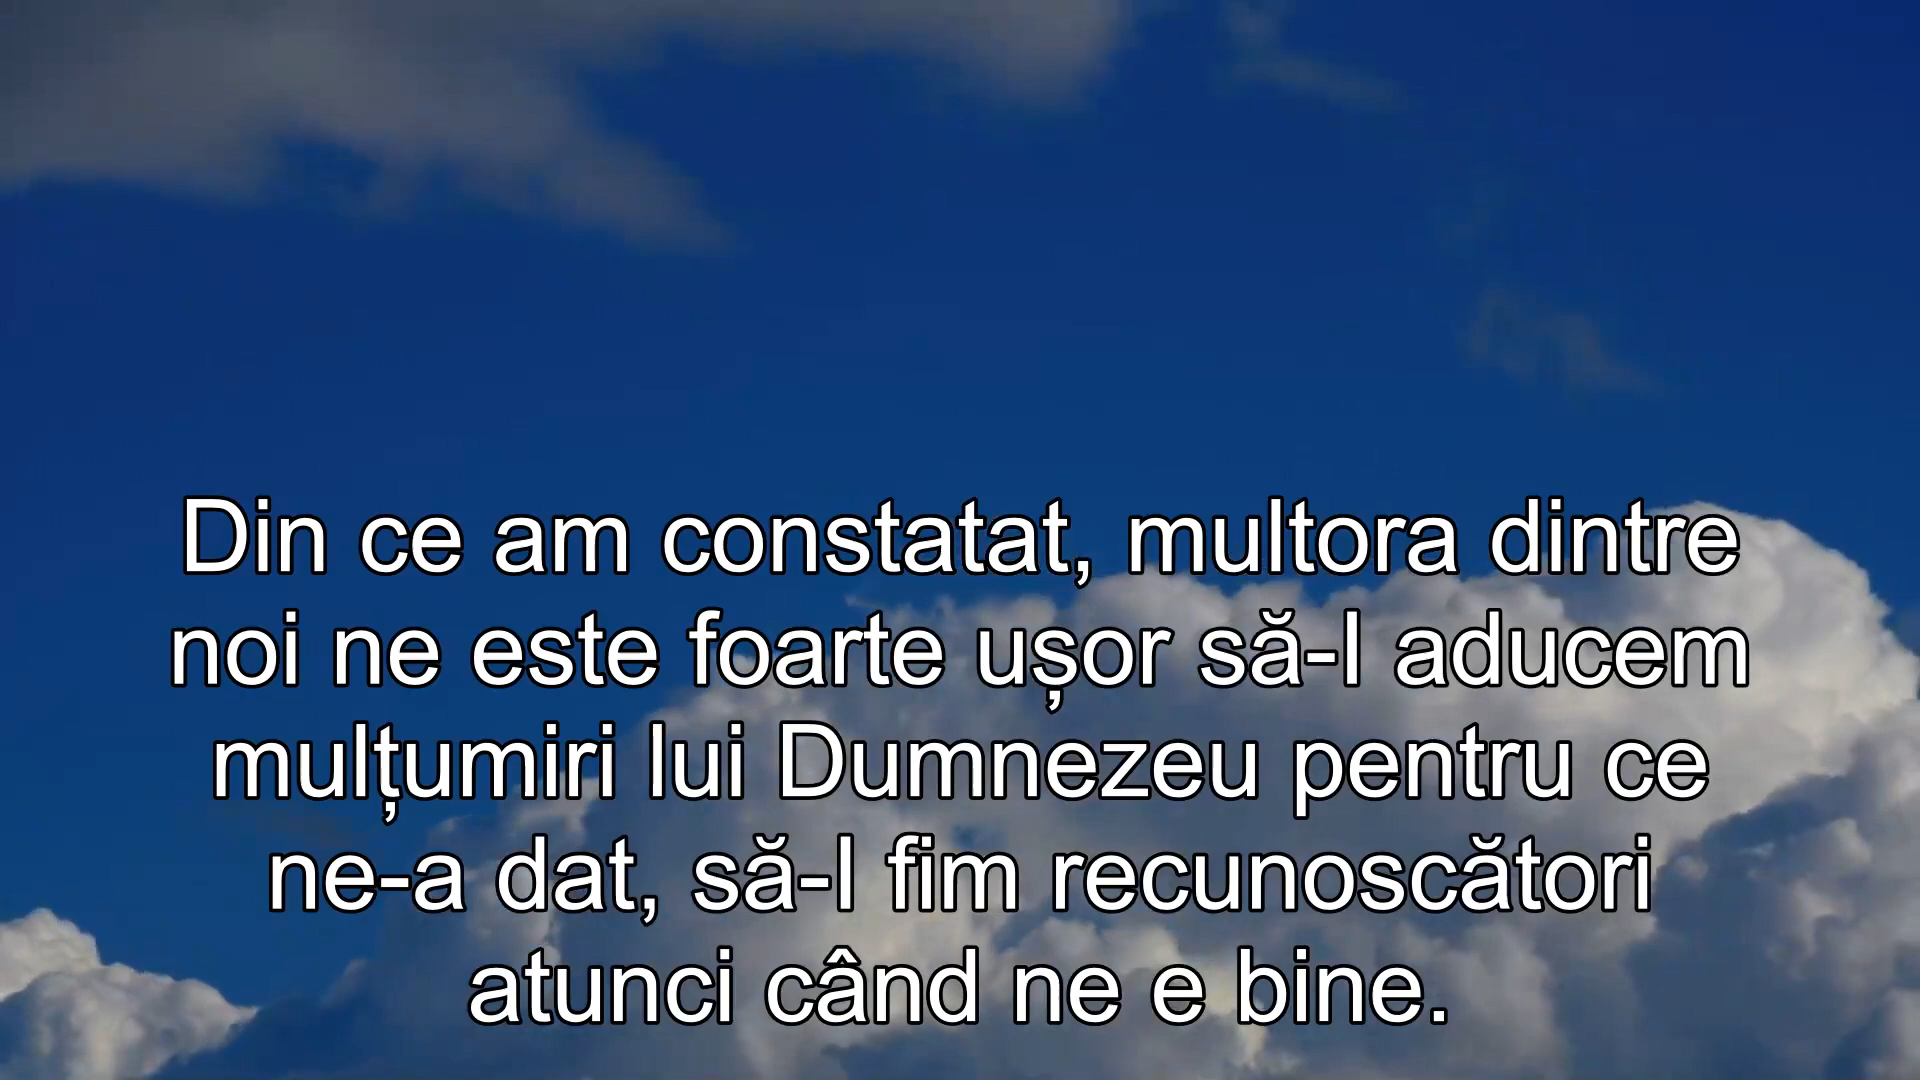 Din ce am constatat, multora dintre
noi ne este foarte ușor să-I aducem
mulțumiri lui Dumnezeu pentru ce
ne-a dat, să-I fim recunoscători
atunci când ne e bine.